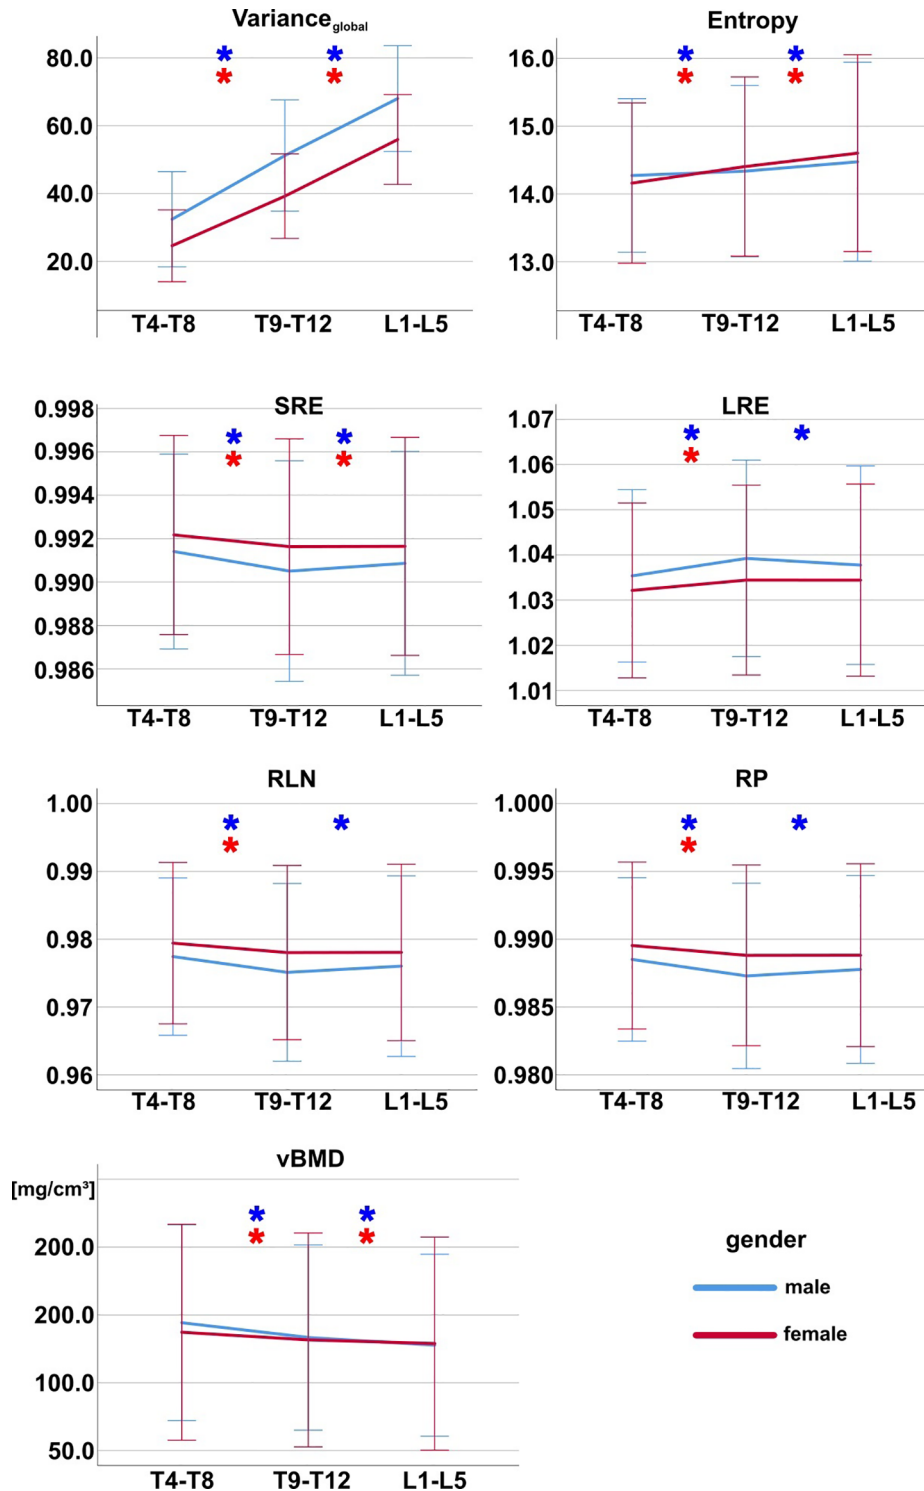 Variance global
80.0
60.0
40.0
20.0
T4-T8 T9-T12 L1-L5
Entropy
16.0
15.0
14.0
13.0
T4-T8 T9-T12 L1-L5
SRE
0.998
0.996
0.994
0.992
0.990
0.988
0.986
T4-T8 T9-T12 L1-L5
LRE
1.07
1.06
1.05
1.04
1.03
1.02
1.01
T4-T8 T9-T12 L1-L5
RLN
1.00
0.99
0.98
0.97
0.96
T4-T8 T9-T12 L1-L5
RP
1.000
0.995
0.990
0.985
0.980
T4-T8 T9-T12 L1-L5
vBMD
[mg/cm³]
200.0
200.0
100.0
50.0
T4-T8 T9-T12 L1-L5
gender
male
female